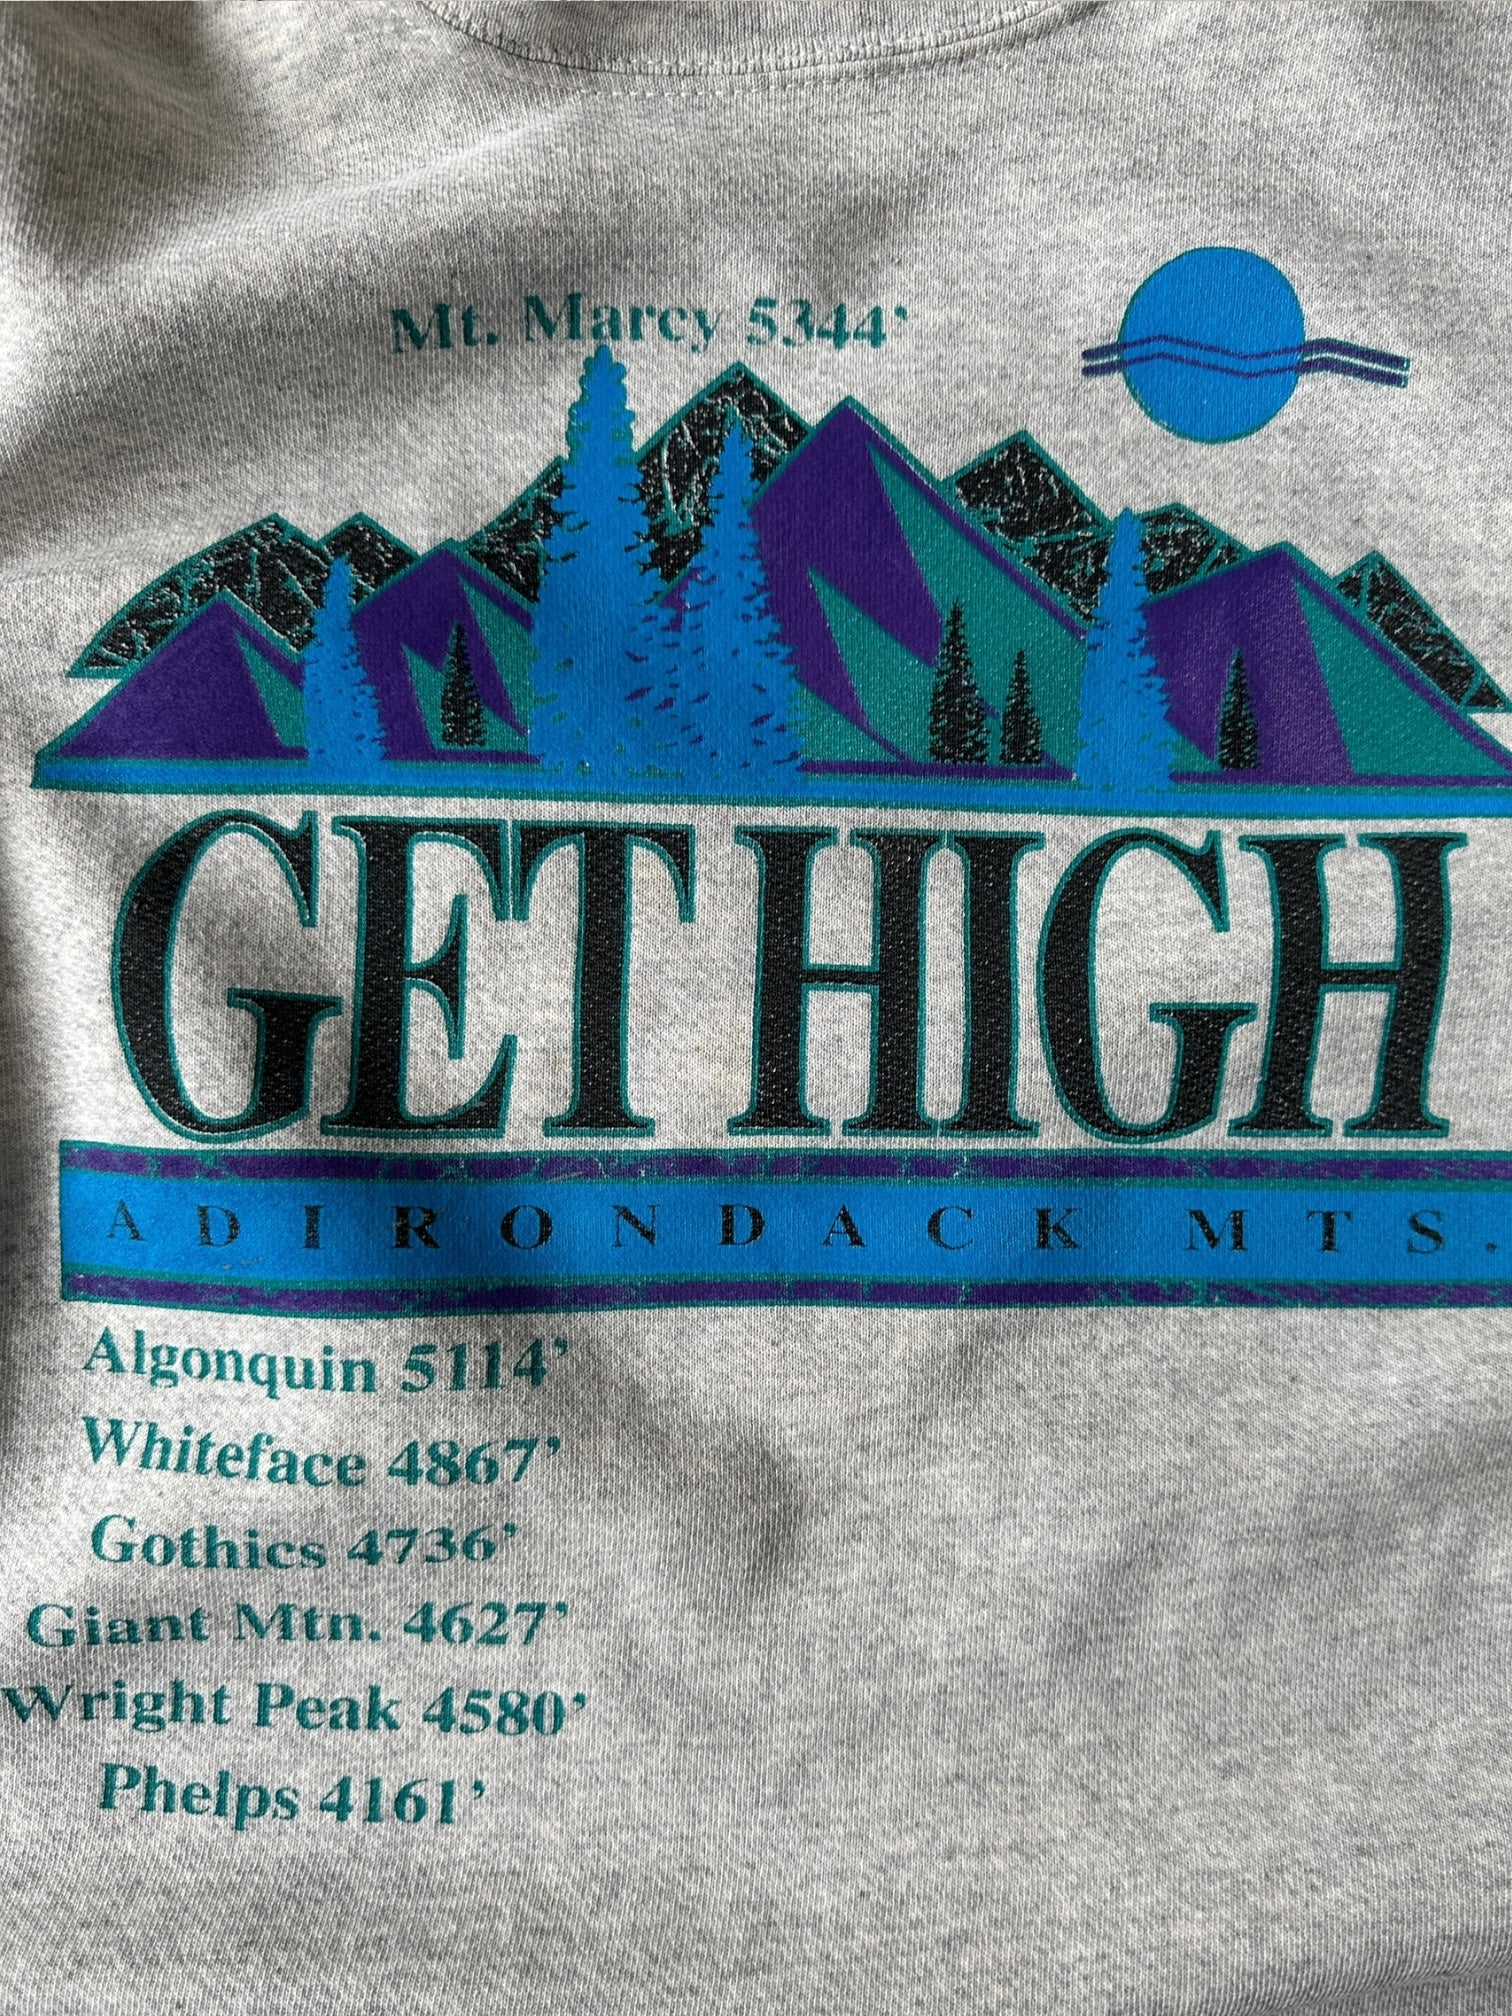 Mt. Marcy 5344’
GET HIGH
ADIRONDACK MTS.
Algonquin 5114’
Whiteface 4867’
Gothics 4736’
Giant Mtn. 4627’
Wright Peak 4580’
Phelps 4161’